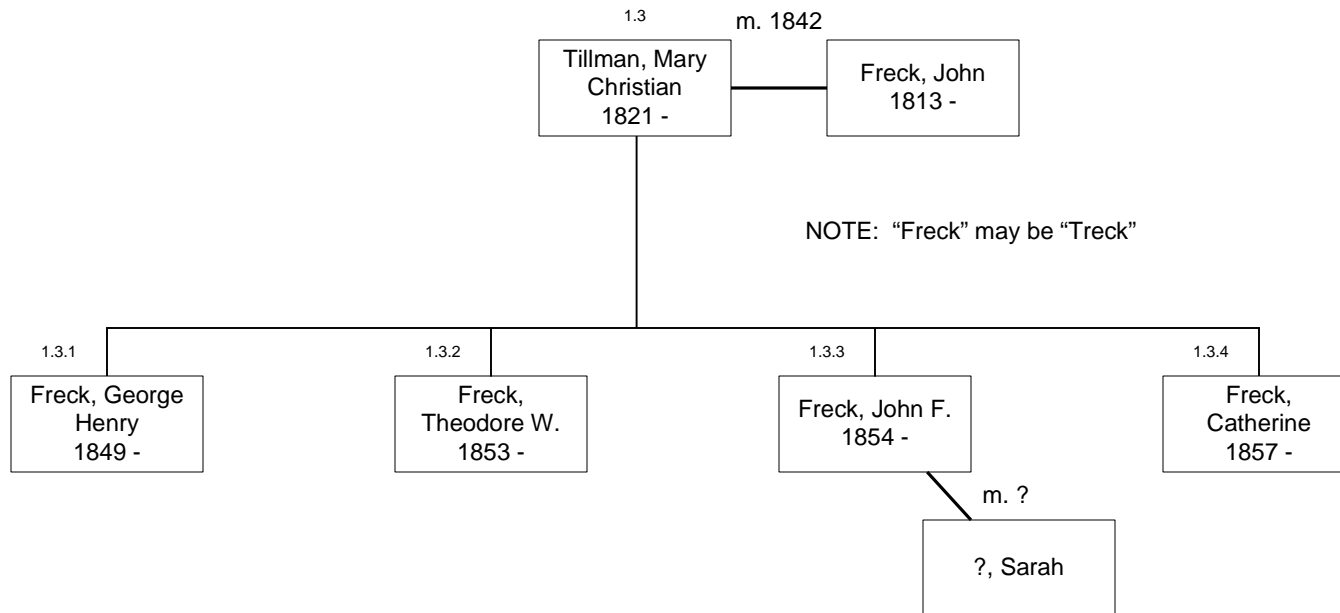 1.3
m. 1842
Tillman, Mary
Christian
1821 -
Freck, John
1813 -
NOTE:  “Freck” may be “Treck”
1.3.1
Freck, George
Henry
1849 -
1.3.2
Freck,
Theodore W.
1853 -
1.3.3
Freck, John F.
1854 -
1.3.4
Freck,
Catherine
1857 -
m. ?
?, Sarah